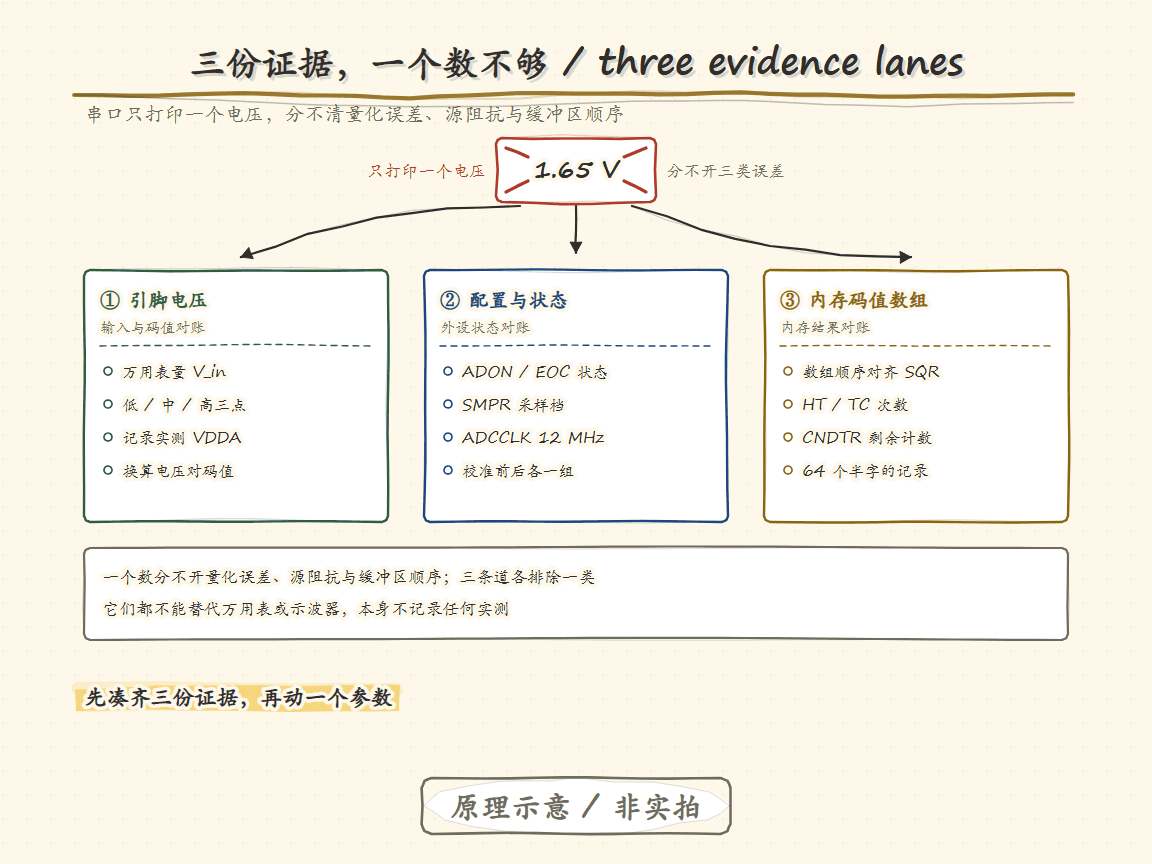 三份证据，一个数不够 / three evidence lanes
串口只打印一个电压，分不清量化误差、源阻抗与缓冲区顺序
只打印一个电压
1.65 V
分不开三类误差
① 引脚电压
输入与码值对账
万用表量 V_in
低 / 中 / 高三点
记录实测 VDDA
换算电压对码值
② 配置与状态
外设状态对账
ADON / EOC 状态
SMPR 采样档
ADCCLK 12 MHz
校准前后各一组
③ 内存码值数组
内存结果对账
数组顺序对齐 SQR
HT / TC 次数
CNDTR 剩余计数
64 个半字的记录
一个数分不开量化误差、源阻抗与缓冲区顺序；三条道各排除一类
它们都不能替代万用表或示波器，本身不记录任何实测
先凑齐三份证据，再动一个参数
原理示意 / 非实拍